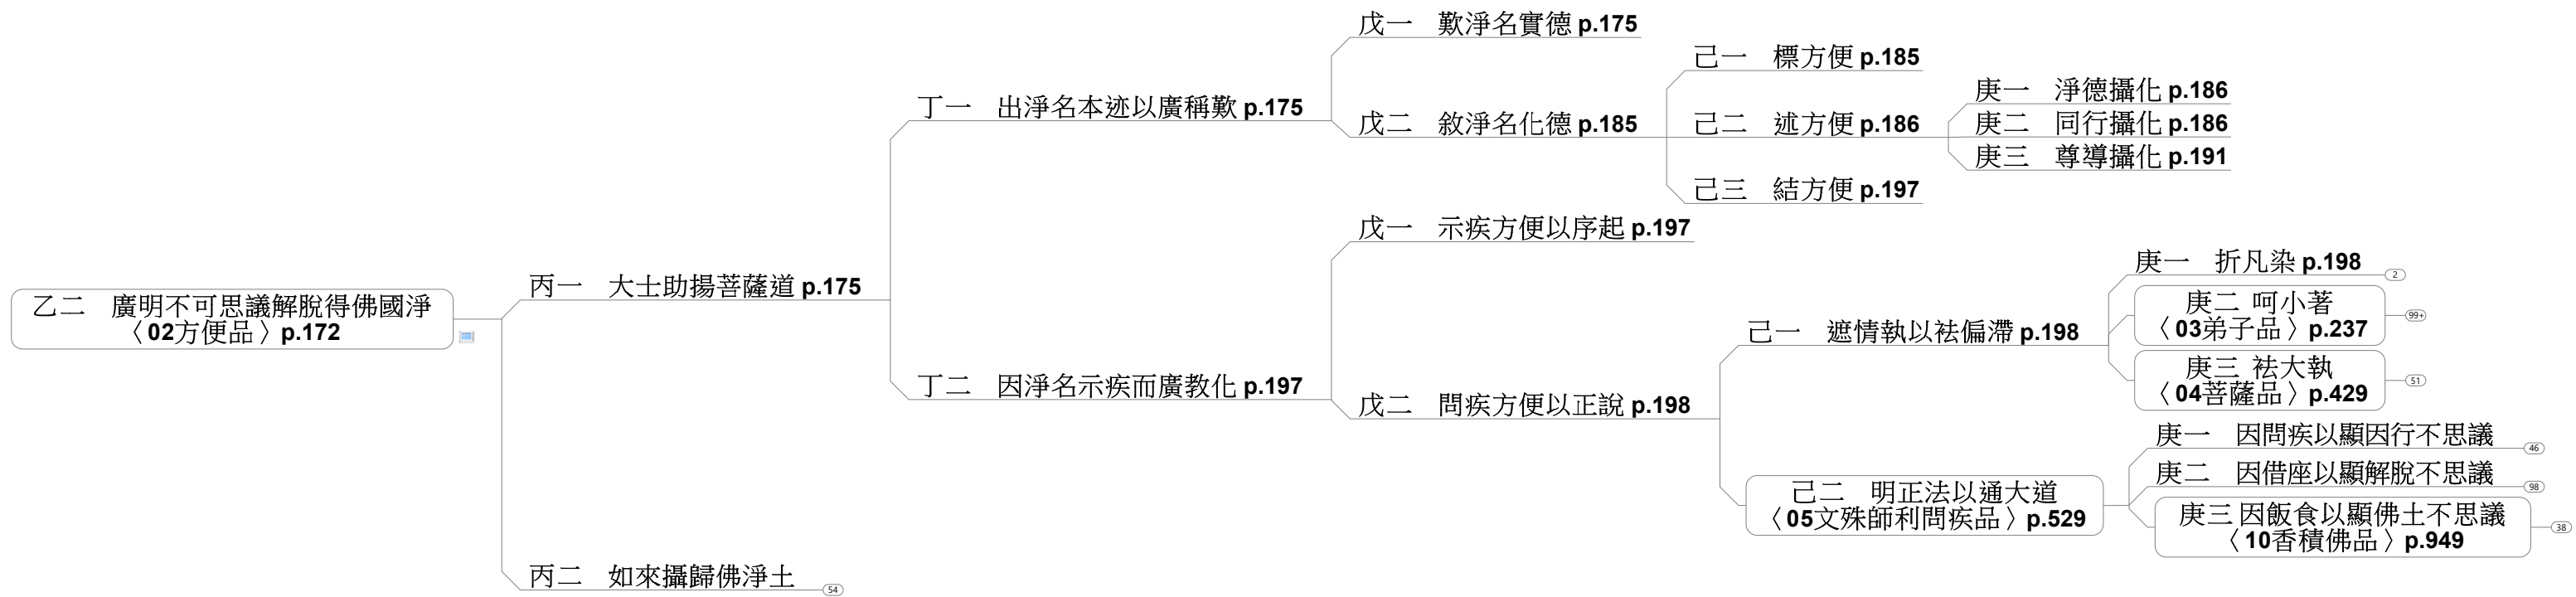 乙二　廣明不可思議解脫得佛國淨
〈02方便品〉p.172
丙一　大士助揚菩薩道 p.175
丁一　出淨名本迹以廣稱歎 p.175
戊一　歎淨名實德 p.175
戊二　敘淨名化德 p.185
己一　標方便 p.185
己二　述方便 p.186
庚一　淨德攝化 p.186
庚二　同行攝化 p.186
庚三　尊導攝化 p.191
己三　結方便 p.197
丁二　因淨名示疾而廣教化 p.197
戊一　示疾方便以序起 p.197
戊二　問疾方便以正說 p.198
己一　遮情執以袪偏滯 p.198
庚一　折凡染 p.198
2
庚二 呵小著
〈03弟子品〉p.237
99+
庚三 袪大執
〈04菩薩品〉p.429
51
己二　明正法以通大道
〈05文殊師利問疾品〉p.529
庚一　因問疾以顯因行不思議
46
庚二　因借座以顯解脫不思議
98
庚三 因飯食以顯佛土不思議
〈10香積佛品〉p.949
38
丙二　如來攝歸佛淨土
54